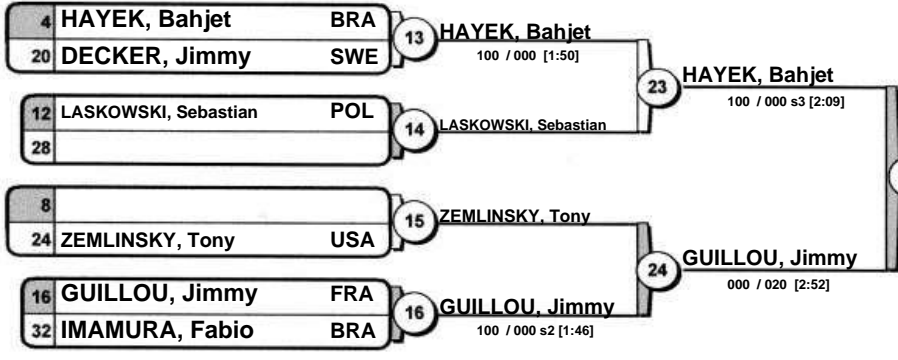 4 HAYEK, Bahjet BRA
20 DECKER, Jimmy SWE
13
HAYEK, Bahjet
100 / 000 [1:50]
12 LASKOWSKI, Sebastian POL
28
14
LASKOWSKI, Sebastian
23
HAYEK, Bahjet
100 / 000 s3 [2:09]
8
24 ZEMLINSKY, Tony USA
15
ZEMLINSKY, Tony
16 GUILLOU, Jimmy FRA
32 IMAMURA, Fabio BRA
16
GUILLOU, Jimmy
100 / 000 s2 [1:46]
24
GUILLOU, Jimmy
000 / 020 [2:52]